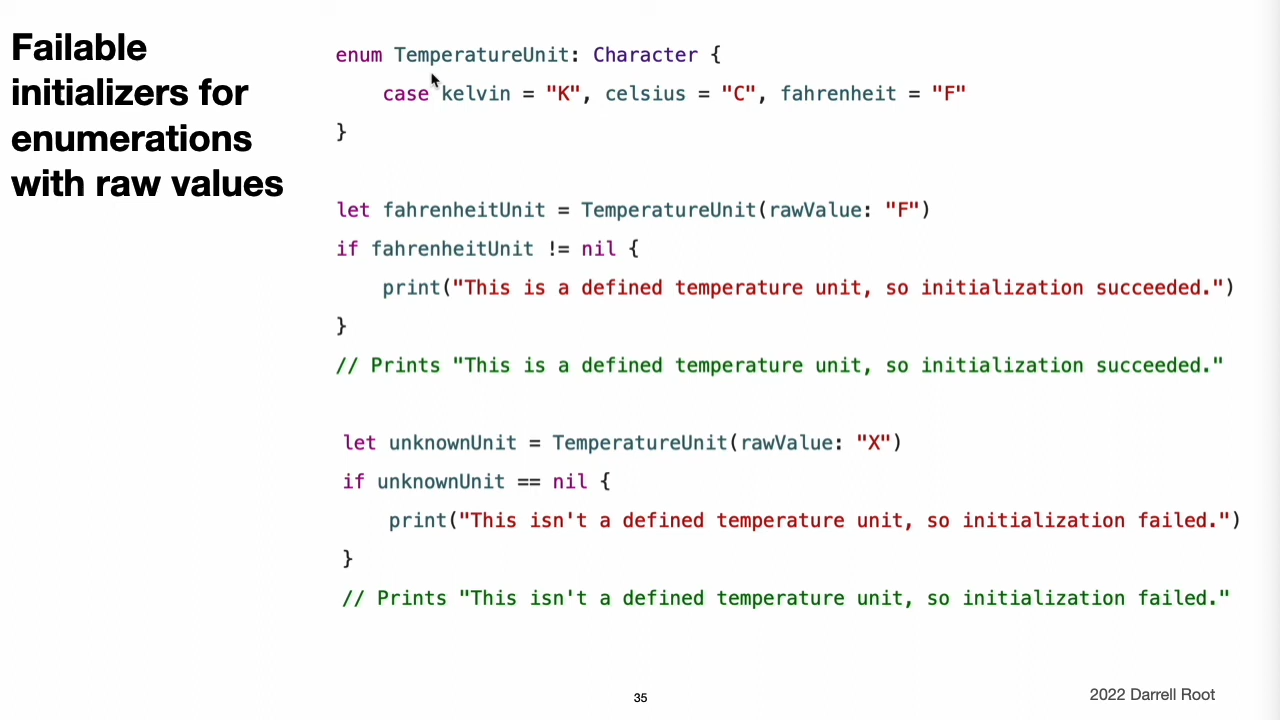 Failable
initializers for
enumerations
with raw values
enum TemperatureUnit: Character {
case kelvin = "K", celsius = "C", fahrenheit = "F"
}
let fahrenheitUnit = TemperatureUnit(rawValue: "F")
if fahrenheitUnit != nil {
print("This is a defined temperature unit, so initialization succeeded.")
}
// Prints "This is a defined temperature unit, so initialization succeeded."
let unknownUnit = TemperatureUnit(rawValue: "X")
if unknownUnit == nil {
print("This isn't a defined temperature unit, so initialization failed.")
}
// Prints "This isn't a defined temperature unit, so initialization failed."
35
2022 Darrell Root